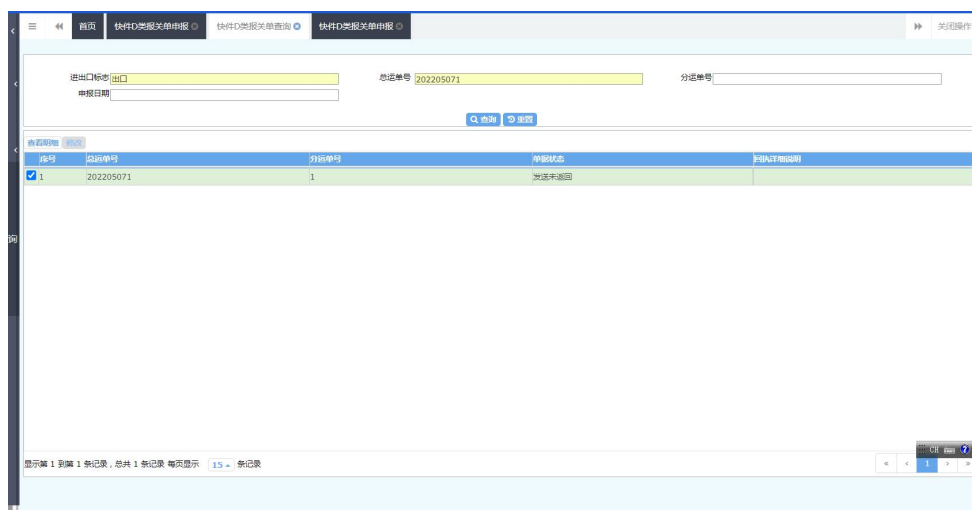 首页 快件D类报关单申报 快件D类报关单查询 快件D类报关单申报 关闭操作
进出口标志 出口 总运单号 202205071 分运单号
申报日期
查询 重置
查看明细 修改
序号 总运单号 分运单号 单据状态 回执详细说明
1 202205071 1 发送未返回
询
显示第 1 到第 1 条记录，总共 1 条记录 每页显示 15 条记录
CH
« ‹ 1 › »